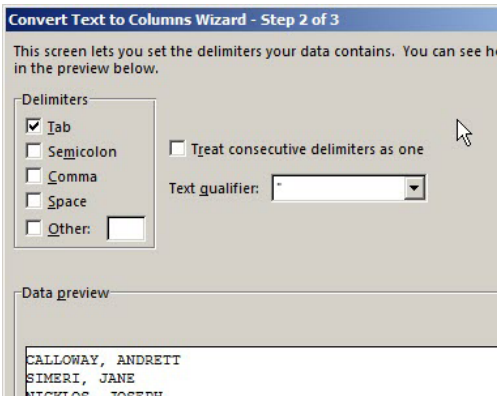 Convert Text to Columns Wizard - Step 2 of 3
This screen lets you set the delimiters your data contains. You can see
in the preview below.
Delimiters
Tab
Semicolon
Comma
Space
Other:
Treat consecutive delimiters as one
Text qualifier: "
Data preview
CALLOWAY, ANDRETT
SIMERI, JANE
NICKLOS, JOSEPH